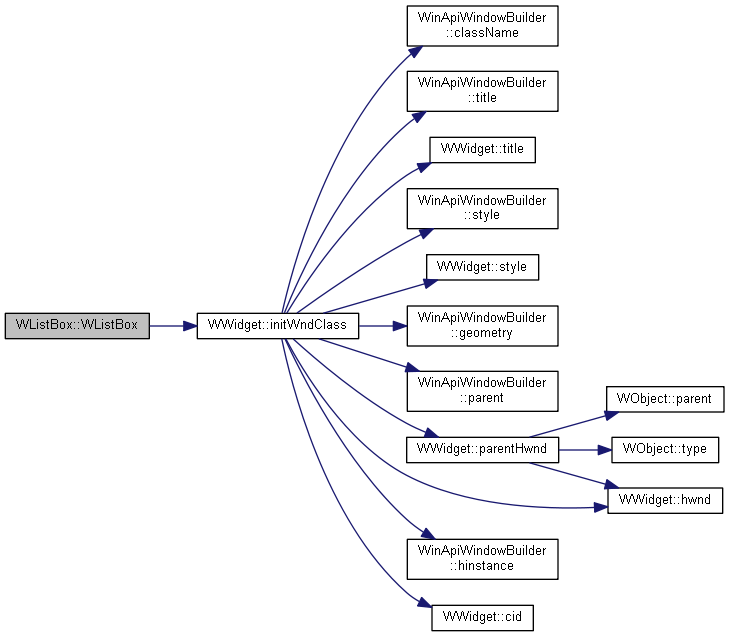 WinApiWindowBuilder
::className
WinApiWindowBuilder
::title
WWidget::title
WinApiWindowBuilder
::style
WWidget::style
WListBox::WListBox
WWidget::initWndClass
WinApiWindowBuilder
::geometry
WinApiWindowBuilder
::parent
WWidget::parentHwnd
WObject::parent
WObject::type
WWidget::hwnd
WinApiWindowBuilder
::hinstance
WWidget::cid